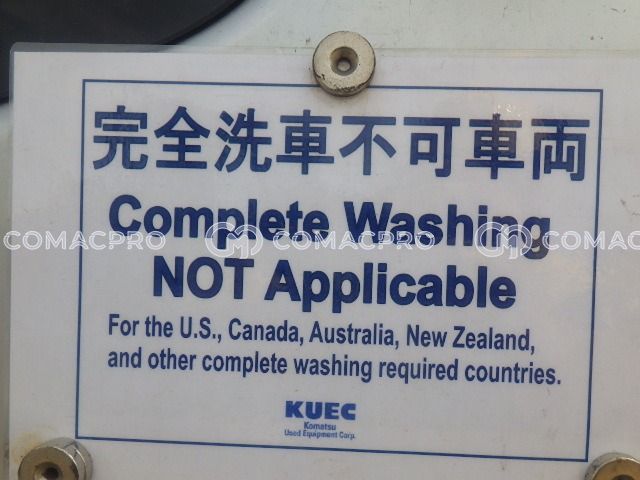 完全洗車不可車両
Complete Washing
COMACPRO COMACPRO COMACPRO
NOT Applicable
For the U.S., Canada, Australia, New Zealand,
and other complete washing required countries.
KUEC
Komatsu
Used Equipment Corp.